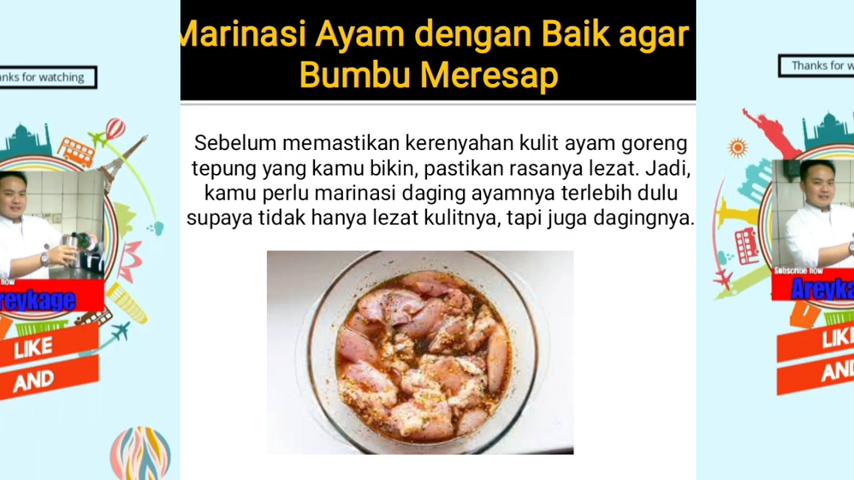 Marinasi Ayam dengan Baik agar
Bumbu Meresap
Sebelum memastikan kerenyahan kulit ayam goreng
tepung yang kamu bikin, pastikan rasanya lezat. Jadi,
kamu perlu marinasi daging ayamnya terlebih dulu
supaya tidak hanya lezat kulitnya, tapi juga dagingnya.
for watching
LIKE
AND
Thanks for
Subscribe now